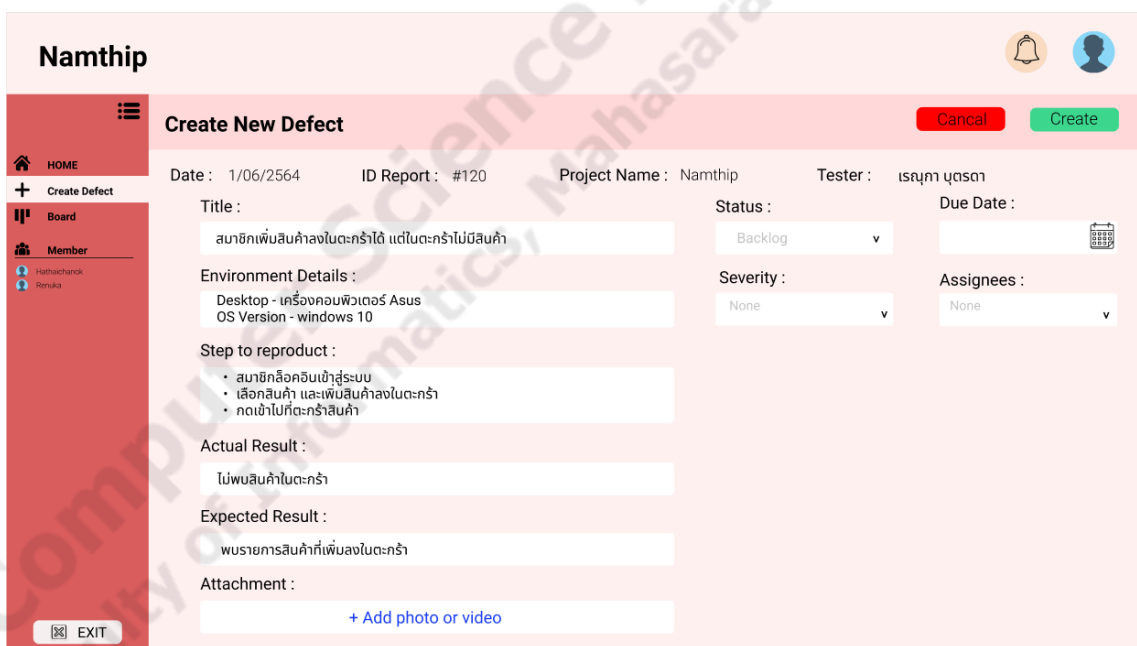 Namthip
Create New Defect
Cancal
Create
HOME
Create Defect
Board
Member
Hathaichanok
Renuka
EXIT
Date : 1/06/2564 ID Report : #120 Project Name : Namthip Tester : เรณุกา บุตรดา
Title :
สมาชิกเพิ่มสินค้าลงในตะกร้าได้ แต่ในตะกร้าไม่มีสินค้า
Status :
Backlog v
Due Date :
Environment Details :
Desktop - เครื่องคอมพิวเตอร์ Asus
OS Version - windows 10
Severity :
None v
Assignees :
None v
Step to reproduct :
• สมาชิกล็อคอินเข้าสู่ระบบ
• เลือกสินค้า และเพิ่มสินค้าลงในตะกร้า
• กดเข้าไปที่ตะกร้าสินค้า
Actual Result :
ไม่พบสินค้าในตะกร้า
Expected Result :
พบรายการสินค้าที่เพิ่มลงในตะกร้า
Attachment :
+ Add photo or video
Computer Science
of Informatics, Mahasara